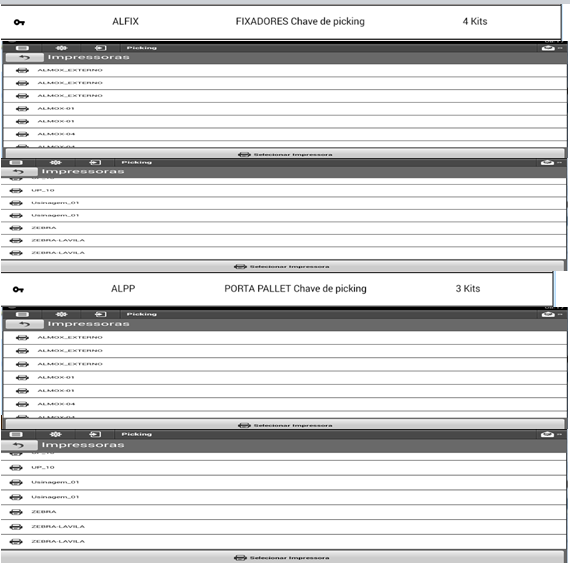 ALFIX FIXADORES Chave de picking 4 Kits
Picking
Impressoras
ALMOX_EXTERNO
ALMOX_EXTERNO
ALMOX_EXTERNO
ALMOX-01
ALMOX-01
ALMOX-04
Selecionar Impressora
Picking
Impressoras
UP_10
Usinagem_01
Usinagem_01
ZEBRA
ZEBRA-LAVILA
ZEBRA-LAVILA
Selecionar Impressora
ALPP PORTA PALLET Chave de picking 3 Kits
Picking
Impressoras
ALMOX_EXTERNO
ALMOX_EXTERNO
ALMOX_EXTERNO
ALMOX-01
ALMOX-01
ALMOX-04
Selecionar Impressora
Picking
Impressoras
UP_10
Usinagem_01
Usinagem_01
ZEBRA
ZEBRA-LAVILA
ZEBRA-LAVILA
Selecionar Impressora